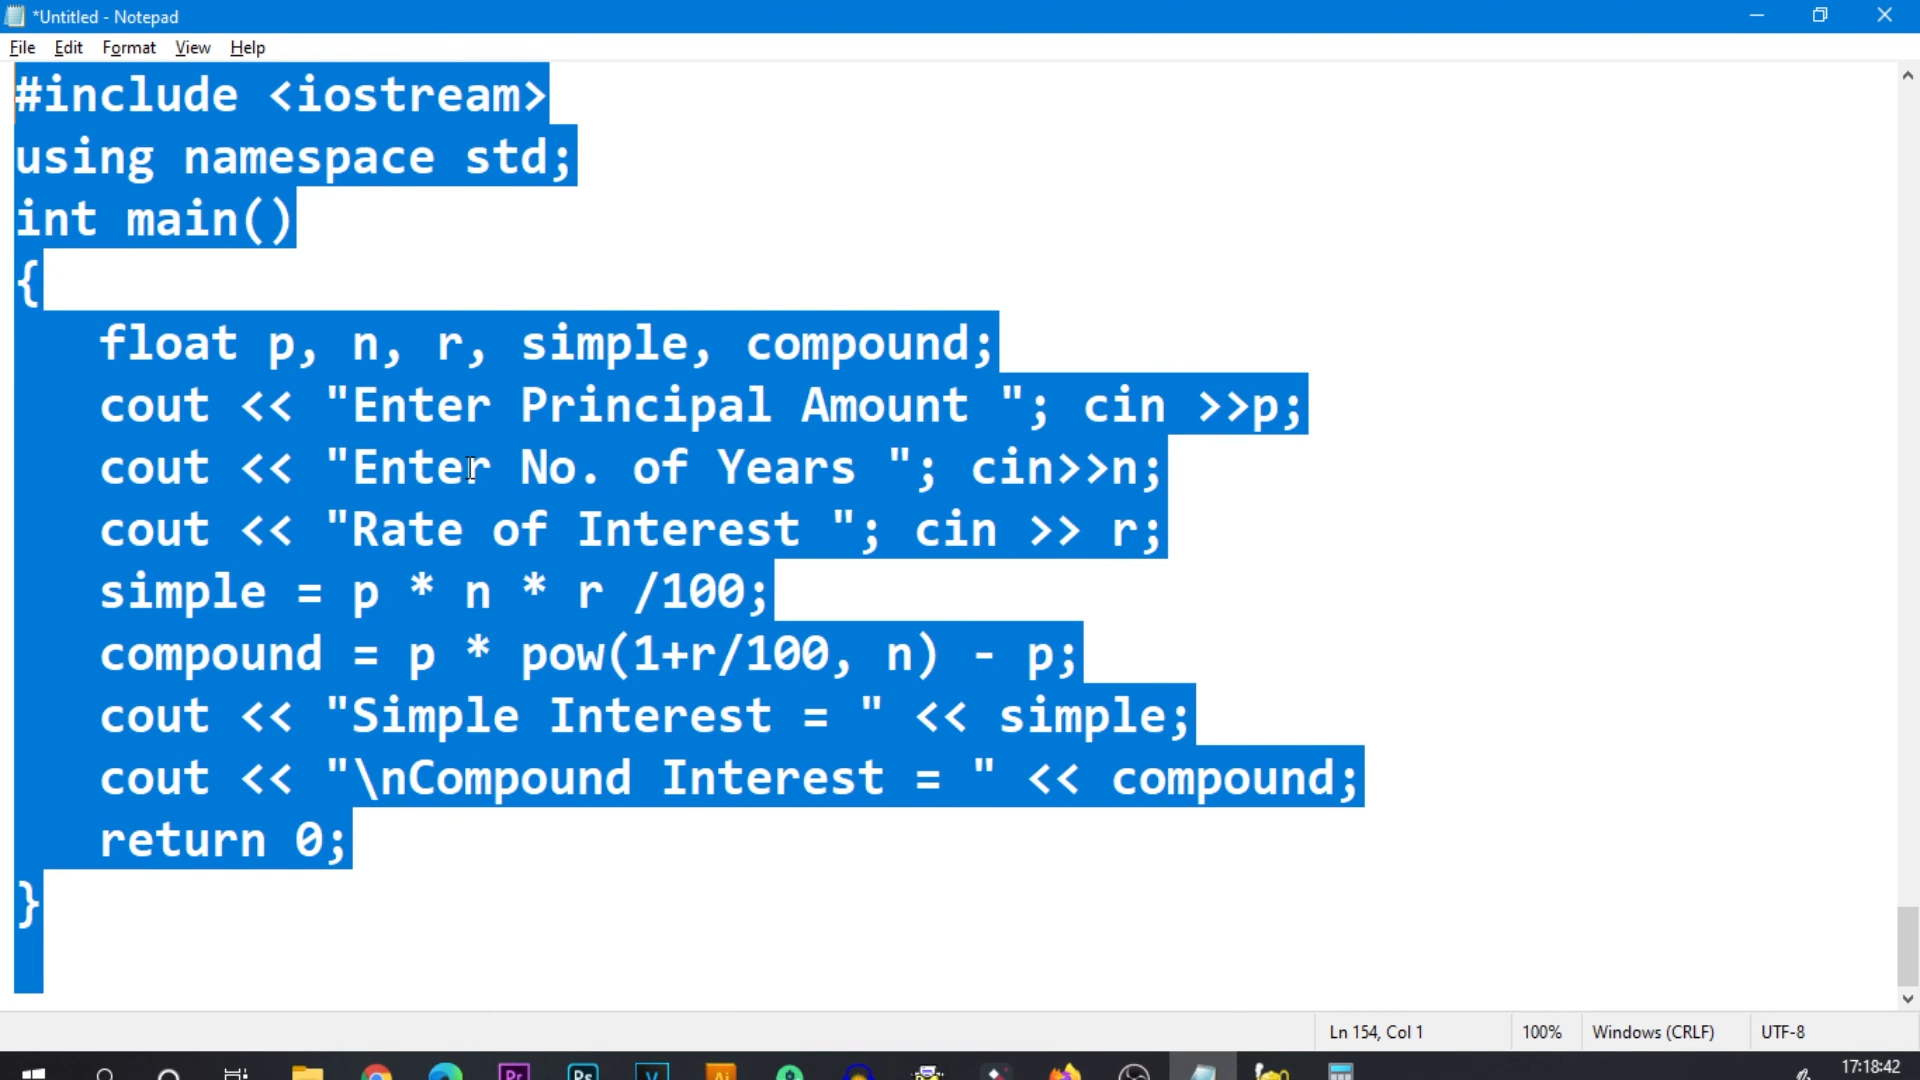 *Untitled - Notepad
File Edit Format View Help
#include <iostream>
using namespace std;
int main()
{
float p, n, r, simple, compound;
cout << "Enter Principal Amount "; cin >>p;
cout << "Enter No. of Years "; cin>>n;
cout << "Rate of Interest "; cin >> r;
simple = p * n * r /100;
compound = p * pow(1+r/100, n) - p;
cout << "Simple Interest = " << simple;
cout << "\nCompound Interest = " << compound;
return 0;
}
Ln 154, Col 1 100% Windows (CRLF) UTF-8
Pr Ps V Ai 17:18:42